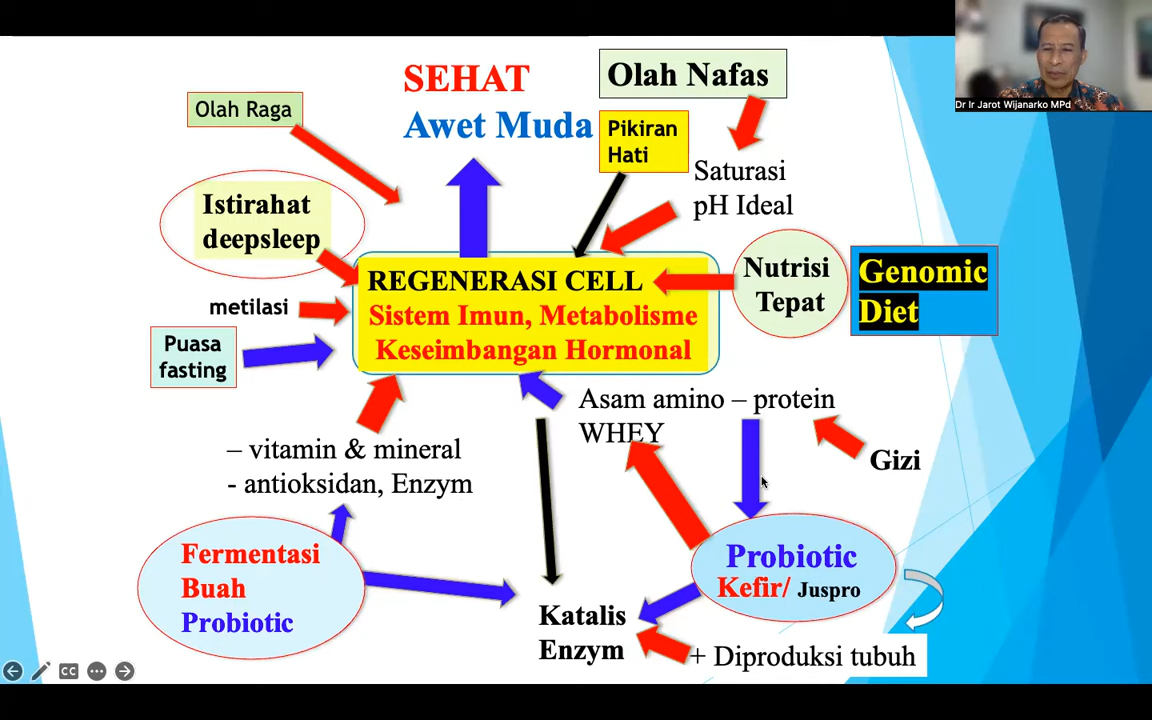 SEHAT
Awet Muda
Olah Nafas
Dr Ir Jarot Wijanarko MPd
Olah Raga
Pikiran
Hati
Saturasi
pH Ideal
Istirahat
deepsleep
REGENERASI CELL
Sistem Imun, Metabolisme
Keseimbangan Hormonal
Nutrisi
Tepat
Genomic
Diet
metilasi
Puasa
fasting
Asam amino – protein
WHEY
Gizi
– vitamin & mineral
- antioksidan, Enzym
Fermentasi
Buah
Probiotic
Probiotic
Kefir/ Juspro
Katalis
Enzym
+ Diproduksi tubuh
CC